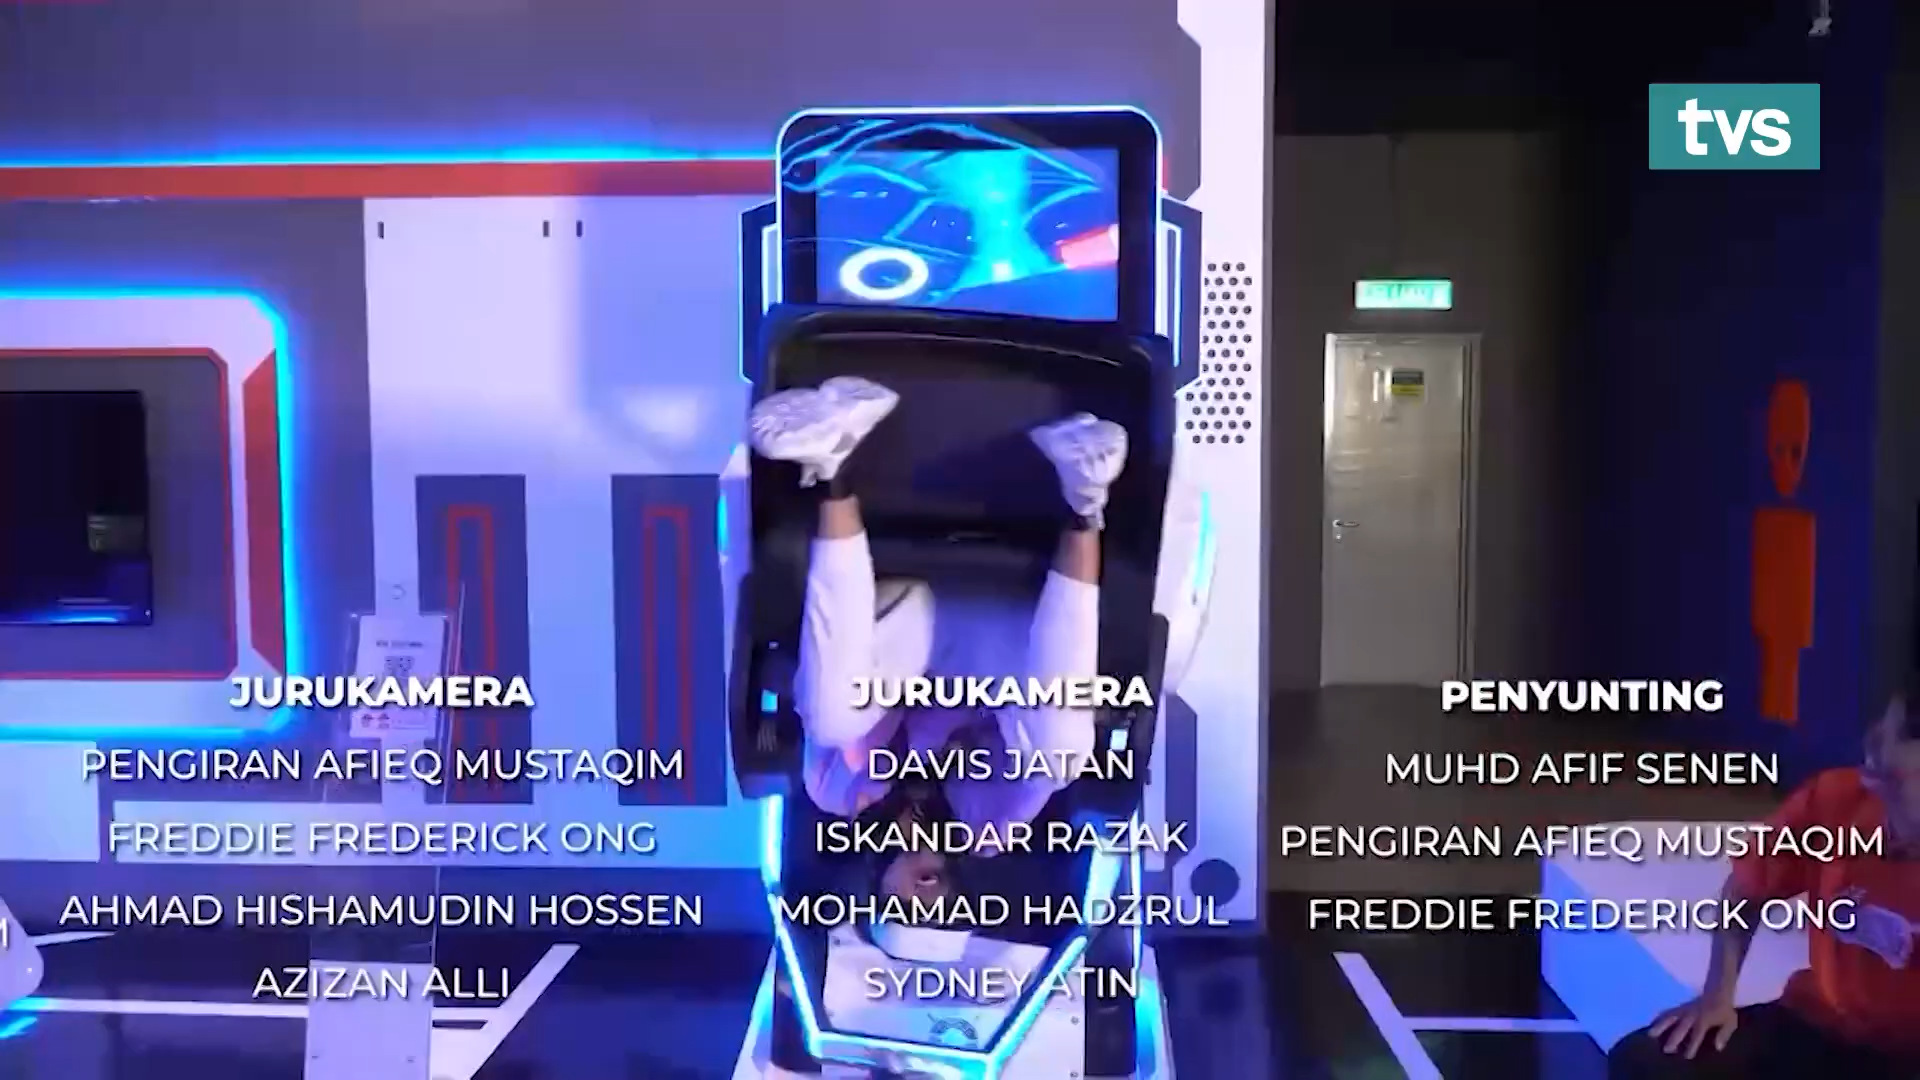 tvs
JURUKAMERA
PENGIRAN AFIEQ MUSTAQIM
FREDDIE FREDERICK ONG
AHMAD HISHAMUDIN HOSSEN
AZIZAN ALLI
JURUKAMERA
DAVIS JATAN
ISKANDAR RAZAK
MOHAMAD HADZRUL
SYDNEY ATIN
PENYUNTING
MUHD AFIF SENEN
PENGIRAN AFIEQ MUSTAQIM
FREDDIE FREDERICK ONG